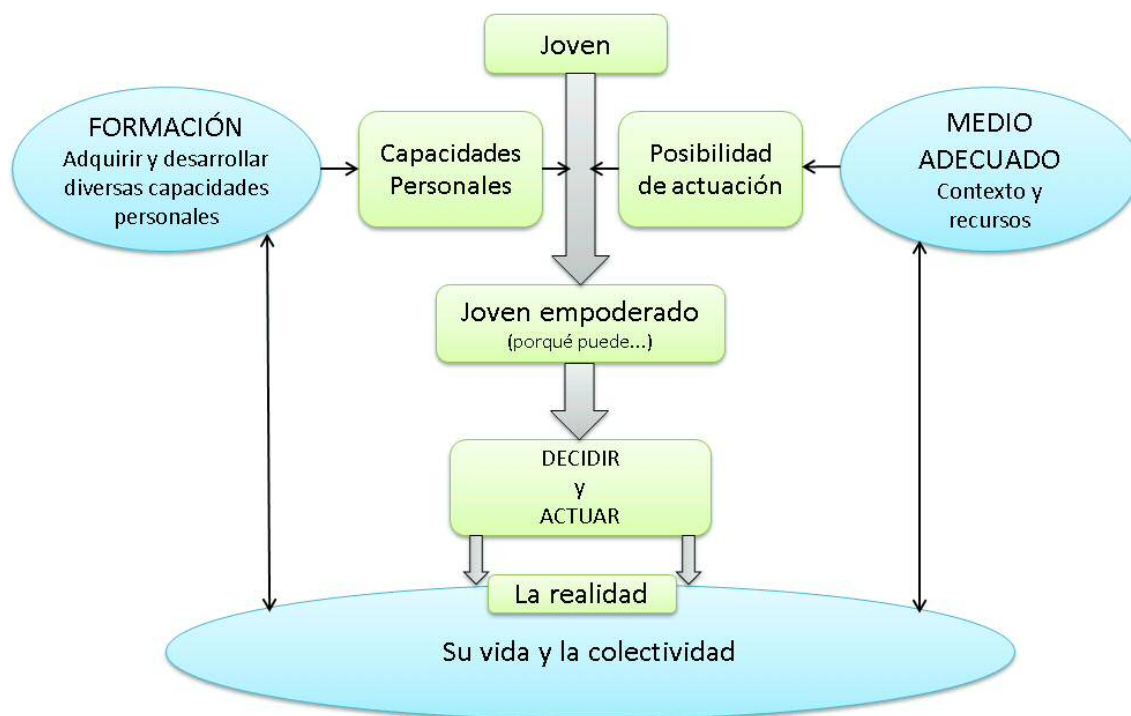 Joven
FORMACIÓN
Adquirir y desarrollar
diversas capacidades
personales
Capacidades
Personales
Posibilidad
de actuación
MEDIO
ADECUADO
Contexto y
recursos
Joven empoderado
(porqué puede...)
DECIDIR
y
ACTUAR
La realidad
Su vida y la colectividad